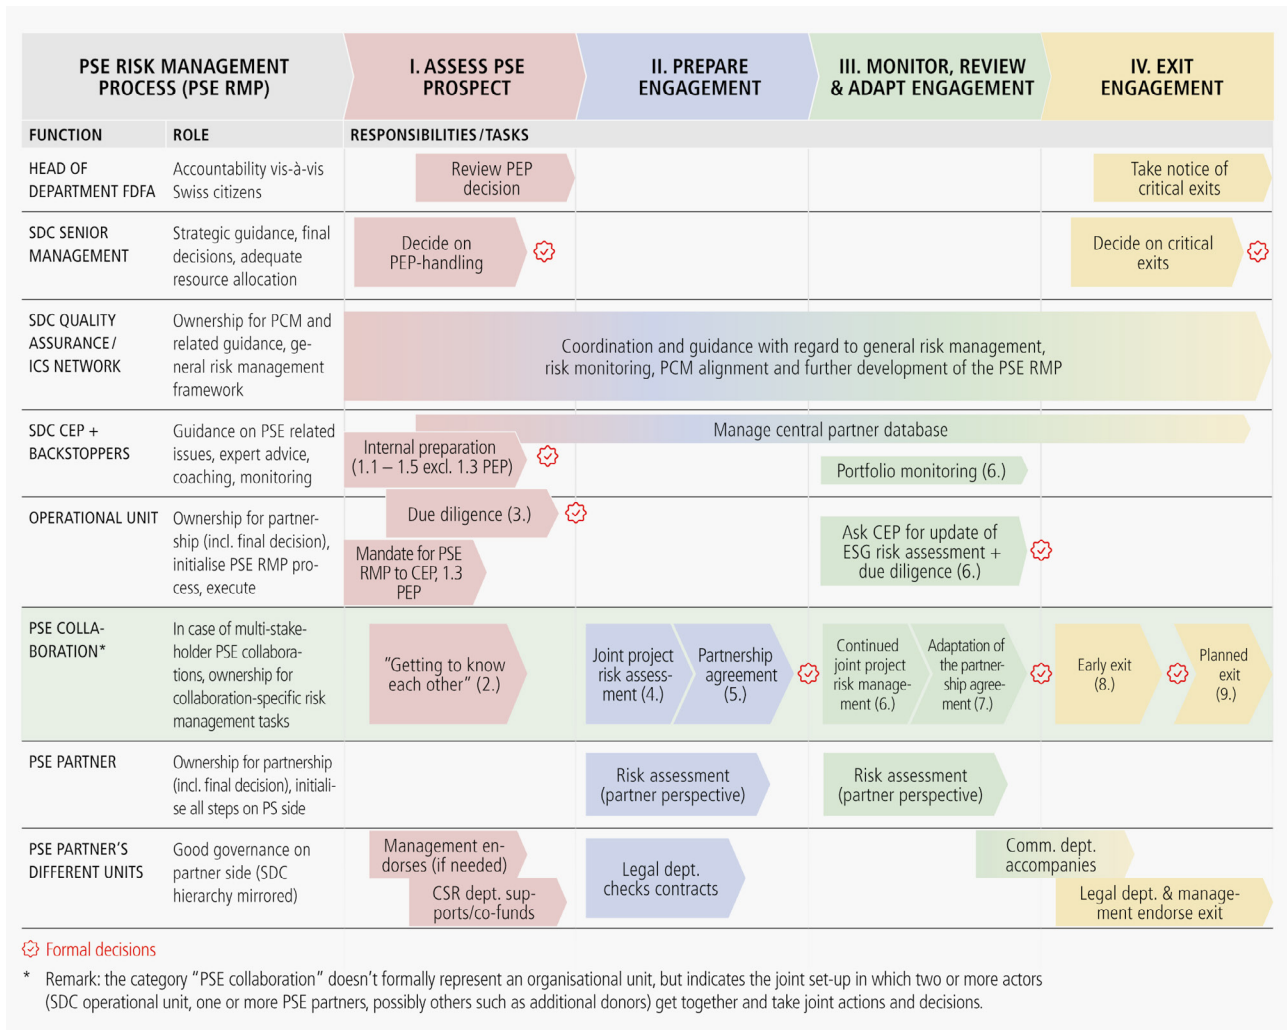 PSE RISK MANAGEMENT
PROCESS (PSE RMP)
I. ASSESS PSE
PROSPECT
II. PREPARE
ENGAGEMENT
III. MONITOR, REVIEW
& ADAPT ENGAGEMENT
IV. EXIT
ENGAGEMENT
FUNCTION
ROLE
RESPONSIBILITIES/TASKS
HEAD OF
DEPARTMENT FDFA
Accountability vis-à-vis
Swiss citizens
Review PEP
decision
Take notice of
critical exits
SDC SENIOR
MANAGEMENT
Strategic guidance, final
decisions, adequate
resource allocation
Decide on
PEP-handling
Decide on critical
exits
SDC QUALITY
ASSURANCE/
ICS NETWORK
Ownership for PCM and
related guidance, ge-
neral risk management
framework
Coordination and guidance with regard to general risk management,
risk monitoring, PCM alignment and further development of the PSE RMP
SDC CEP +
BACKSTOPPERS
Guidance on PSE related
issues, expert advice,
coaching, monitoring
Manage central partner database
Internal preparation
(1.1 – 1.5 excl. 1.3 PEP)
Portfolio monitoring (6.)
OPERATIONAL UNIT
Ownership for partner-
ship (incl. final decision),
initialise PSE RMP pro-
cess, execute
Due diligence (3.)
Mandate for PSE
RMP to CEP, 1.3
PEP
Ask CEP for update of
ESG risk assessment +
due diligence (6.)
PSE COLLA-
BORATION*
In case of multi-stake-
holder PSE collabora-
tions, ownership for
collaboration-specific risk
management tasks
"Getting to know
each other" (2.)
Joint project
risk assess-
ment (4.)
Partnership
agreement
(5.)
Continued
joint project
risk manage-
ment (6.)
Adaptation of
the partner-
ship agree-
ment (7.)
Early exit
(8.)
Planned
exit
(9.)
PSE PARTNER
Ownership for partnership
(incl. final decision), initiali-
se all steps on PS side
Risk assessment
(partner perspective)
Risk assessment
(partner perspective)
PSE PARTNER'S
DIFFERENT UNITS
Good governance on
partner side (SDC
hierarchy mirrored)
Management en-
dorses (if needed)
CSR dept. sup-
ports/co-funds
Legal dept.
checks contracts
Comm. dept.
accompanies
Legal dept. & manage-
ment endorse exit
Formal decisions
* Remark: the category "PSE collaboration" doesn't formally represent an organisational unit, but indicates the joint set-up in which two or more actors
(SDC operational unit, one or more PSE partners, possibly others such as additional donors) get together and take joint actions and decisions.